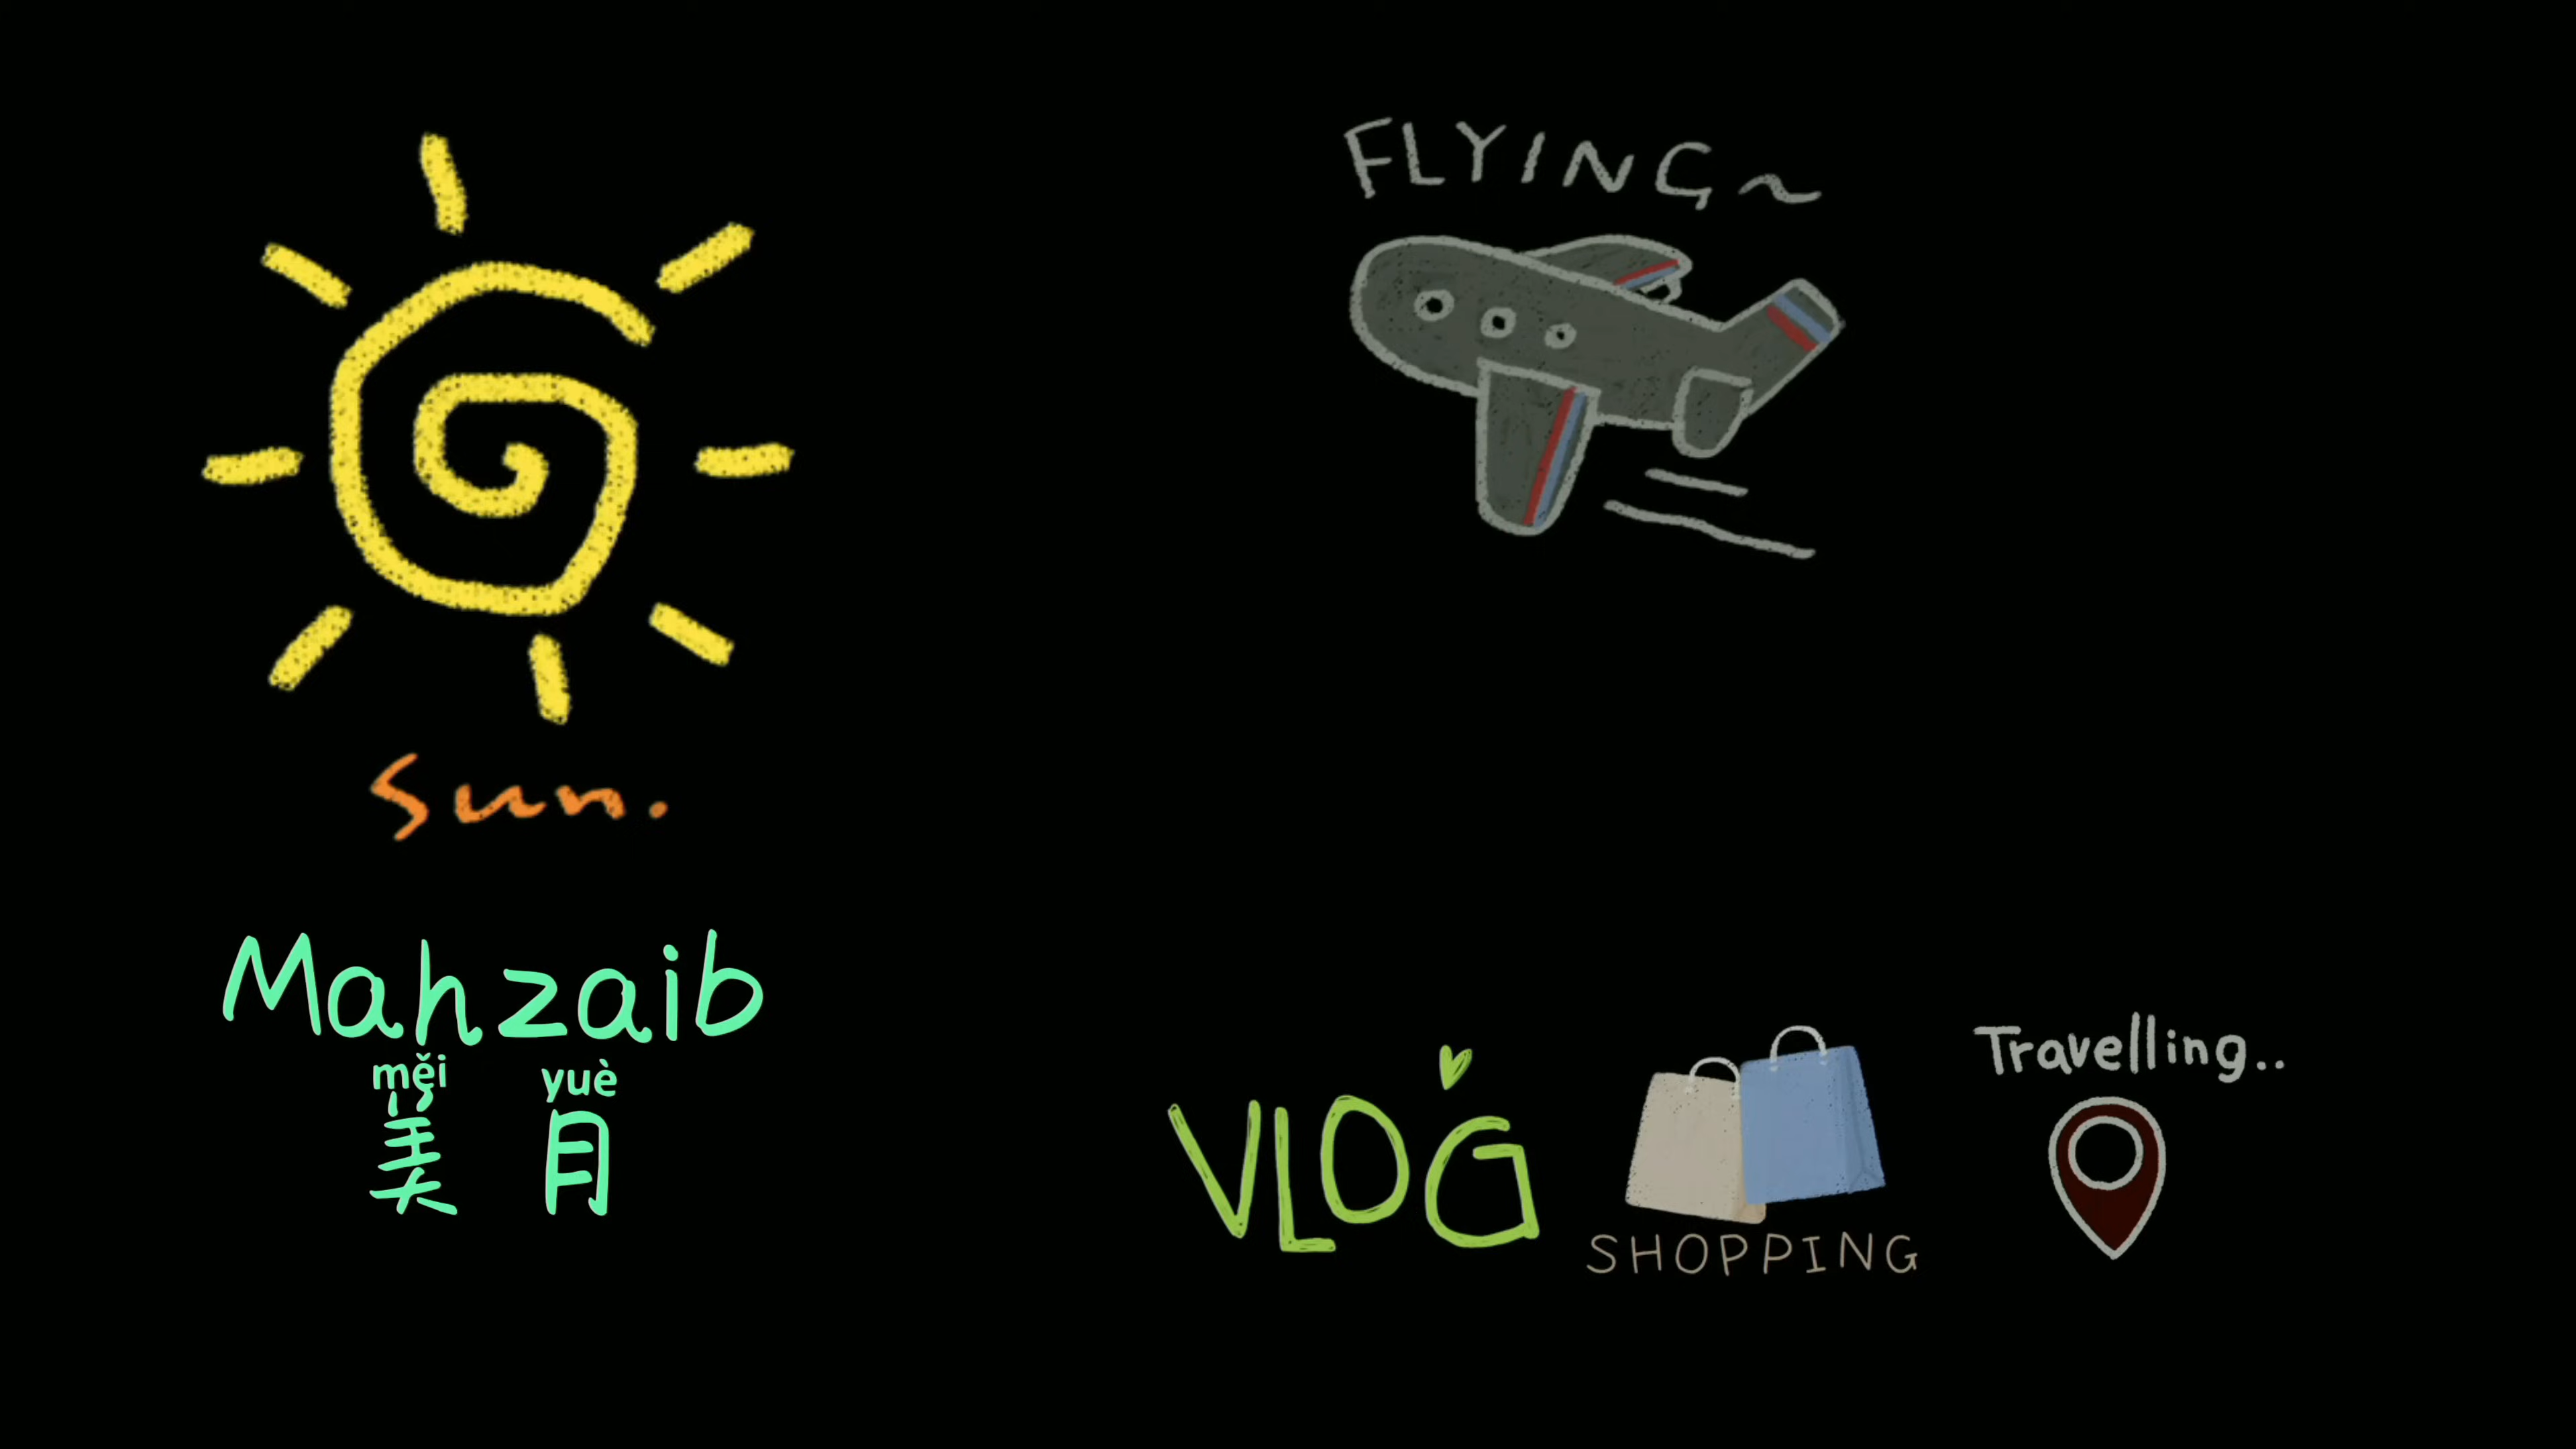 FLYING~
Sun.
Mahzaib
měi yuè
美 月
VLOG
SHOPPING
Travelling..